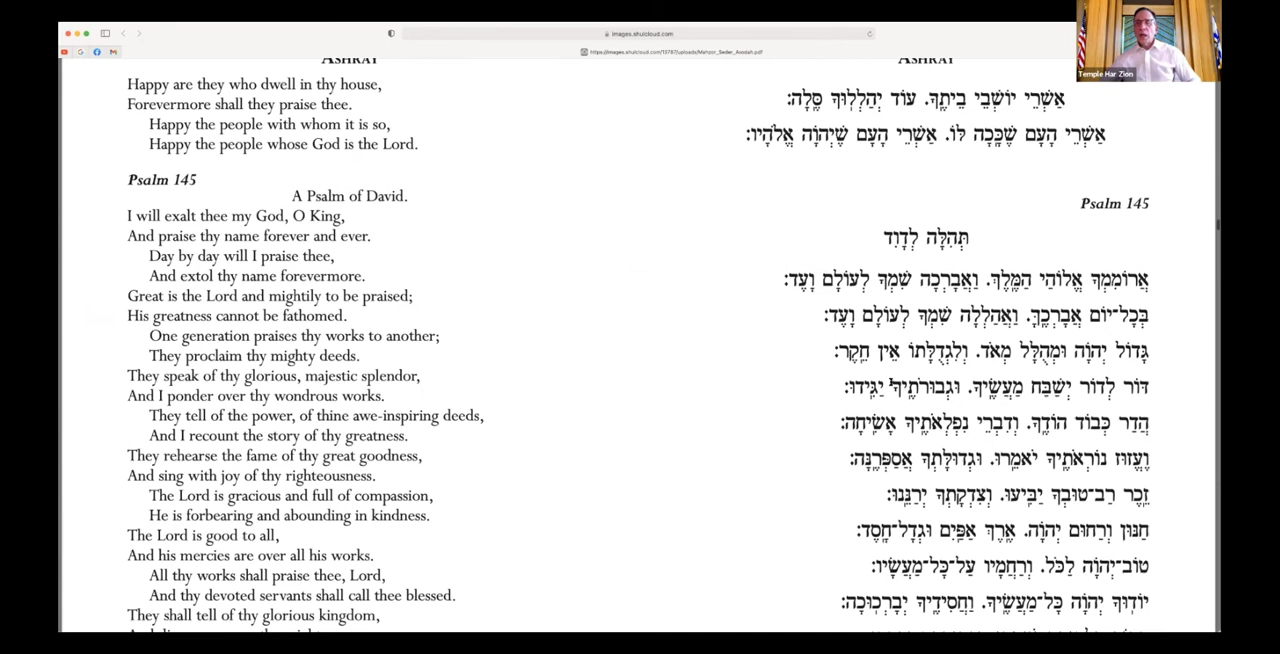 images.shulcloud.com
https://images.shulcloud.com/13787/uploads/Mahzor_Seder_Avodah.pdf
Temple Har Zion
ASHRAY
Happy are they who dwell in thy house,
Forevermore shall they praise thee.
Happy the people with whom it is so,
Happy the people whose God is the Lord.
Psalm 145
A Psalm of David.
I will exalt thee my God, O King,
And praise thy name forever and ever.
Day by day will I praise thee,
And extol thy name forevermore.
Great is the Lord and mightily to be praised;
His greatness cannot be fathomed.
One generation praises thy works to another;
They proclaim thy mighty deeds.
They speak of thy glorious, majestic splendor,
And I ponder over thy wondrous works.
They tell of the power, of thine awe-inspiring deeds,
And I recount the story of thy greatness.
They rehearse the fame of thy great goodness,
And sing with joy of thy righteousness.
The Lord is gracious and full of compassion,
He is forbearing and abounding in kindness.
The Lord is good to all,
And his mercies are over all his works.
All thy works shall praise thee, Lord,
And thy devoted servants shall call thee blessed.
They shall tell of thy glorious kingdom,
ASHRAY
אַשְׁרֵי יוֹשְׁבֵי בֵיתֶךָ. עוֹד יְהַלְלוּךָ סֶּלָה:
אַשְׁרֵי הָעָם שֶׁכָּכָה לּוֹ. אַשְׁרֵי הָעָם שֶׁיְהֹוָה אֱלֹהָיו:
Psalm 145
תְּהִלָּה לְדָוִד
אֲרוֹמִמְךָ אֱלוֹהַי הַמֶּלֶךְ. וַאֲבָרְכָה שִׁמְךָ לְעוֹלָם וָעֶד:
בְּכָל־יוֹם אֲבָרְכֶךָּ. וַאֲהַלְלָה שִׁמְךָ לְעוֹלָם וָעֶד:
גָּדוֹל יְהֹוָה וּמְהֻלָּל מְאֹד. וְלִגְדֻלָּתוֹ אֵין חֵקֶר:
דּוֹר לְדוֹר יְשַׁבַּח מַעֲשֶׂיךָ. וּגְבוּרֹתֶיךָ יַגִּידוּ:
הֲדַר כְּבוֹד הוֹדֶךָ. וְדִבְרֵי נִפְלְאֹתֶיךָ אָשִׂיחָה:
וֶעֱזוּז נוֹרְאֹתֶיךָ יֹאמֵרוּ. וּגְדוּלָּתְךָ אֲסַפְּרֶנָּה:
זֵכֶר רַב־טוּבְךָ יַבִּיעוּ. וְצִדְקָתְךָ יְרַנֵּנוּ:
חַנּוּן וְרַחוּם יְהֹוָה. אֶרֶךְ אַפַּיִם וּגְדָל־חָסֶד:
טוֹב־יְהֹוָה לַכֹּל. וְרַחֲמָיו עַל־כָּל־מַעֲשָׂיו:
יוֹדוּךָ יְהֹוָה כָּל־מַעֲשֶׂיךָ. וַחֲסִידֶיךָ יְבָרְכוּכָה: